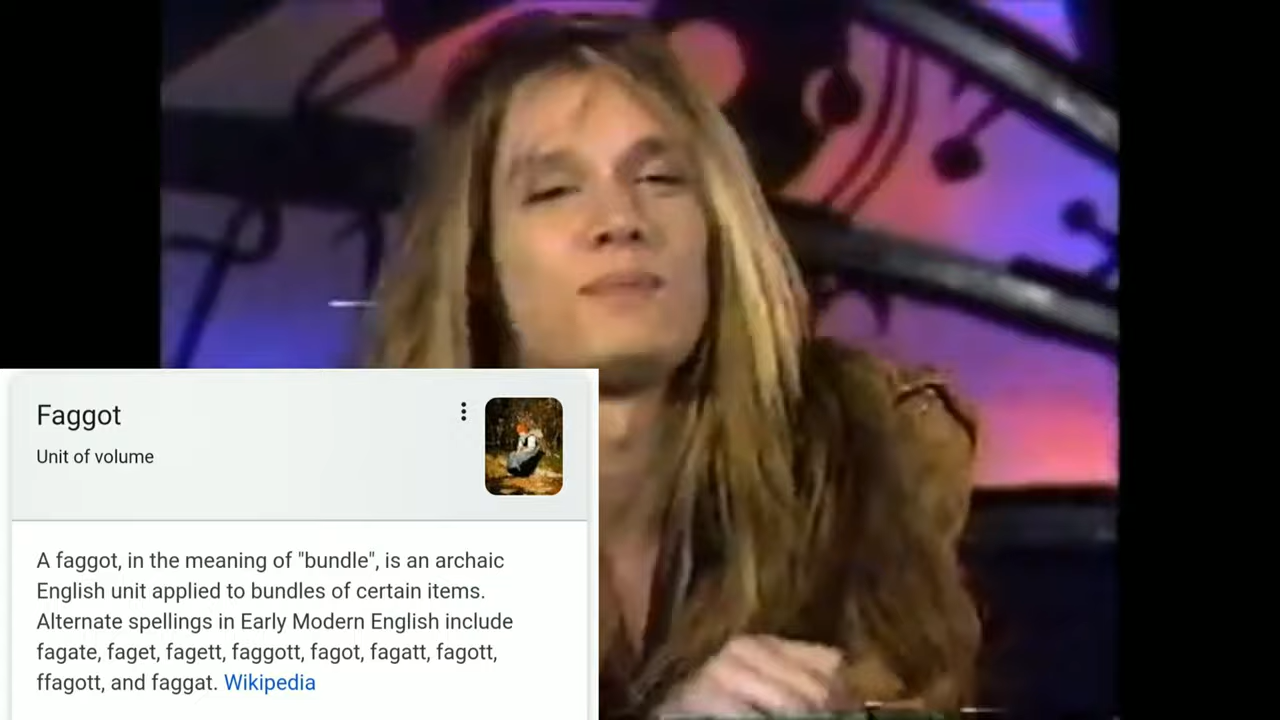 Faggot
Unit of volume
A faggot, in the meaning of "bundle", is an archaic
English unit applied to bundles of certain items.
Alternate spellings in Early Modern English include
fagate, faget, fagett, faggott, fagot, fagatt, fagott,
ffagott, and faggat. Wikipedia